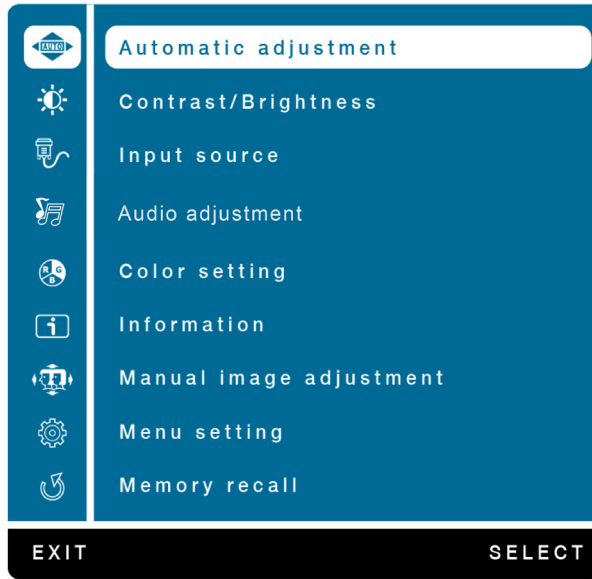 AUTO
Automatic adjustment
Contrast/Brightness
Input source
Audio adjustment
R G
B
Color setting
Information
Manual image adjustment
Menu setting
Memory recall
EXIT
SELECT